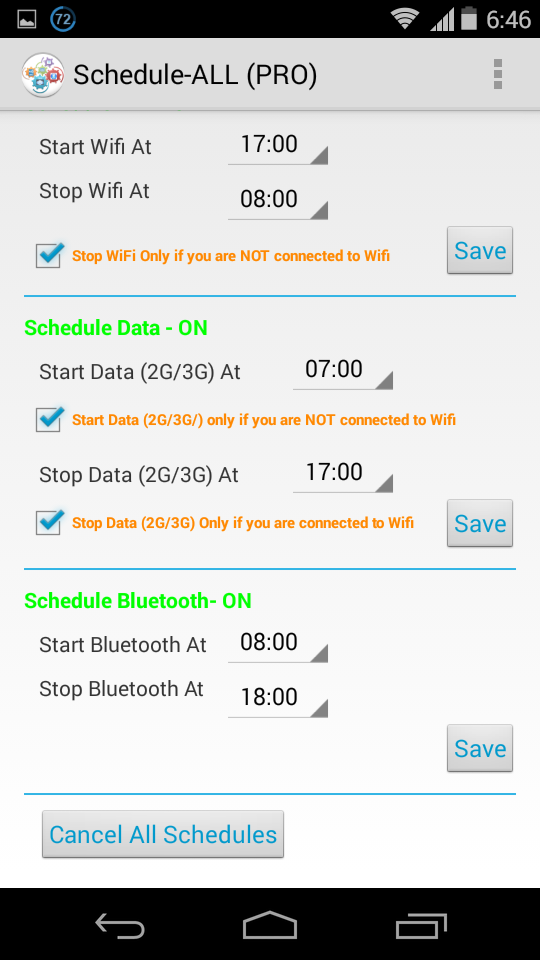 72
6:46
Schedule-ALL (PRO)
Start Wifi At 17:00
Stop Wifi At 08:00
Stop WiFi Only if you are NOT connected to Wifi
Save
Schedule Data - ON
Start Data (2G/3G) At 07:00
Start Data (2G/3G/) only if you are NOT connected to Wifi
Stop Data (2G/3G) At 17:00
Stop Data (2G/3G) Only if you are connected to Wifi
Save
Schedule Bluetooth- ON
Start Bluetooth At 08:00
Stop Bluetooth At 18:00
Save
Cancel All Schedules